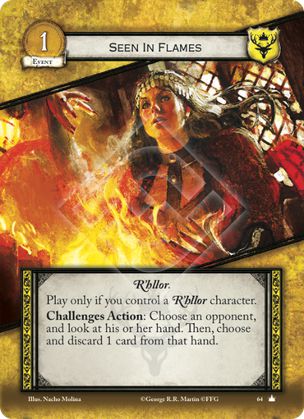 1
Event
Seen In Flames
R'hllor.
Play only if you control a R'hllor character.
Challenges Action: Choose an opponent,
and look at his or her hand. Then, choose
and discard 1 card from that hand.
Illus. Nacho Molina ©George R.R. Martin ©FFG 64